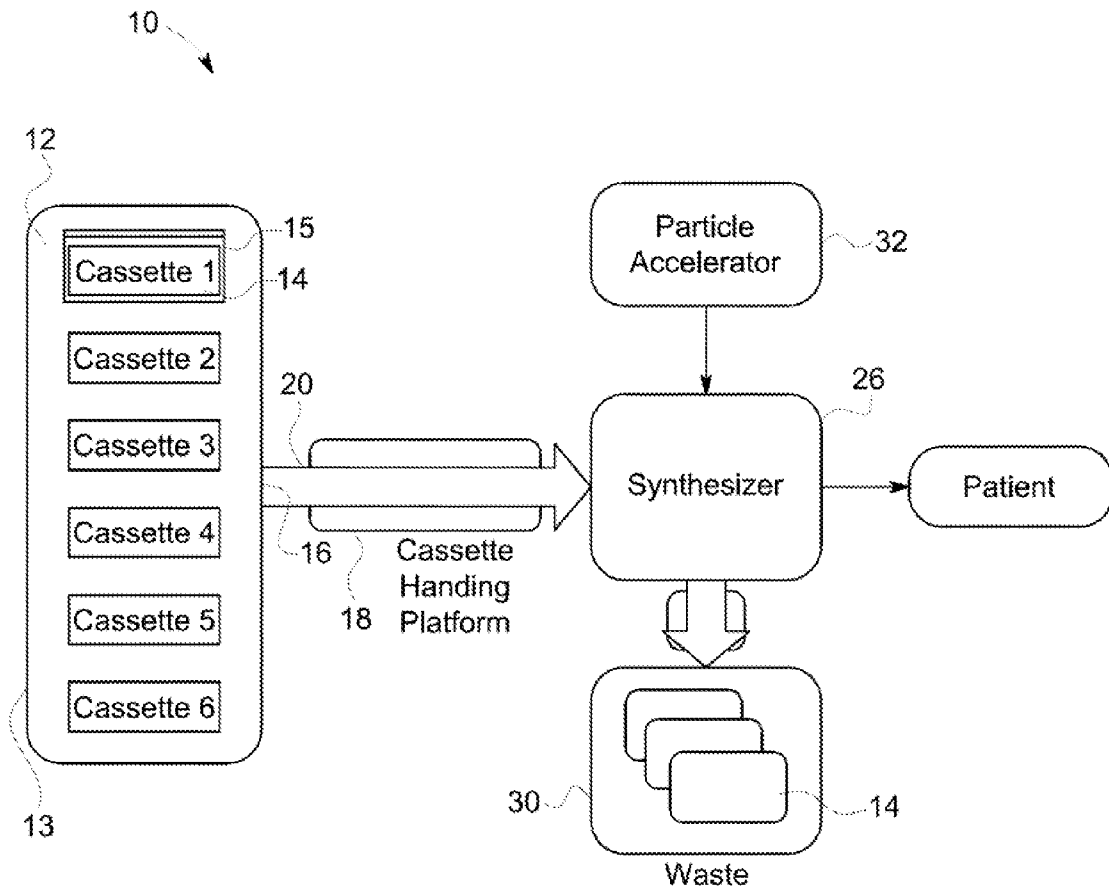 10
12
15
Cassette 1
14
Cassette 2
Cassette 3
Cassette 4
Cassette 5
Cassette 6
13
20
16
18
Cassette
Handing
Platform
Particle
Accelerator
32
26
Synthesizer
Patient
30
14
Waste